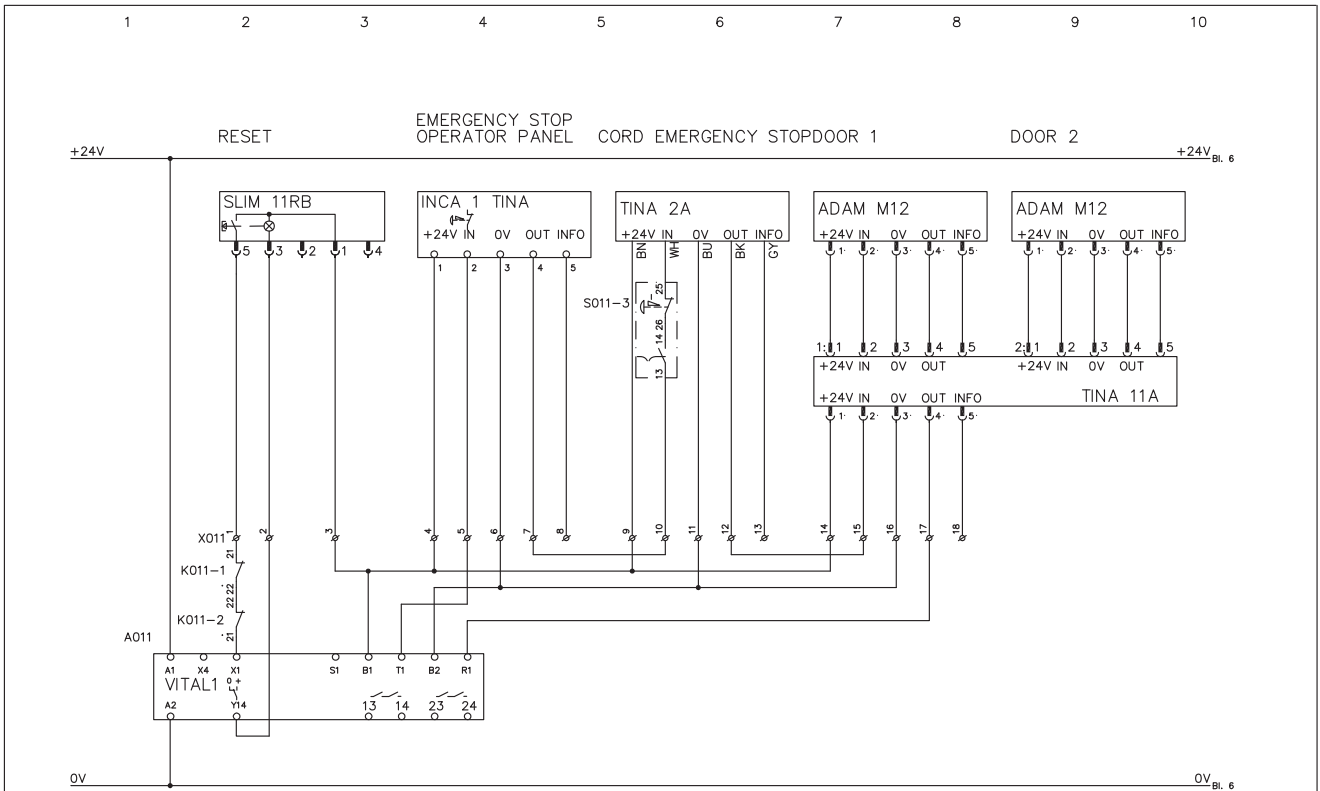 1 2 3 4 5 6 7 8 9 10
EMERGENCY STOP
RESET OPERATOR PANEL CORD EMERGENCY STOP DOOR 1 DOOR 2
+24V +24V Bl. 6
SLIM 11RB INCA 1 TINA TINA 2A ADAM M12 ADAM M12
+24V IN 0V OUT INFO +24V IN 0V OUT INFO +24V IN 0V OUT INFO +24V IN 0V OUT INFO
5 3 2 1 4 1 2 3 4 5 BN WH BU BK GY 1 2 3 4 5 1 2 3 4 5
S011-3 25 26 14 13
1:1 2 3 4 5 2:1 2 3 4 5
+24V IN 0V OUT +24V IN 0V OUT
+24V IN 0V OUT INFO TINA 11A
1 2 3 4 5
X011 1 2 3 4 5 6 7 8 9 10 11 12 13 14 15 16 17 18
21
K011-1
22
22
K011-2
21
A011
A1 X4 X1 S1 B1 T1 B2 R1
VITAL1 0 +
A2 Y14 13 14 23 24
0V 0V Bl. 6